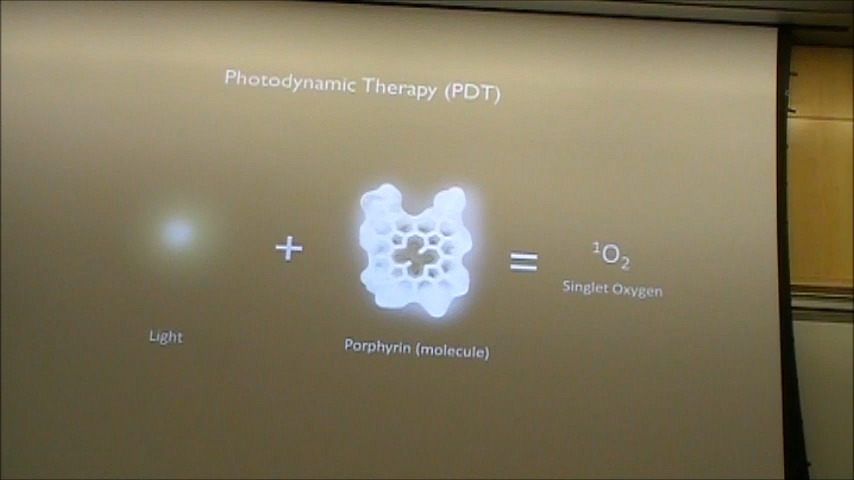 Photodynamic Therapy (PDT)
+
=
¹O₂
Singlet Oxygen
Light
Porphyrin (molecule)